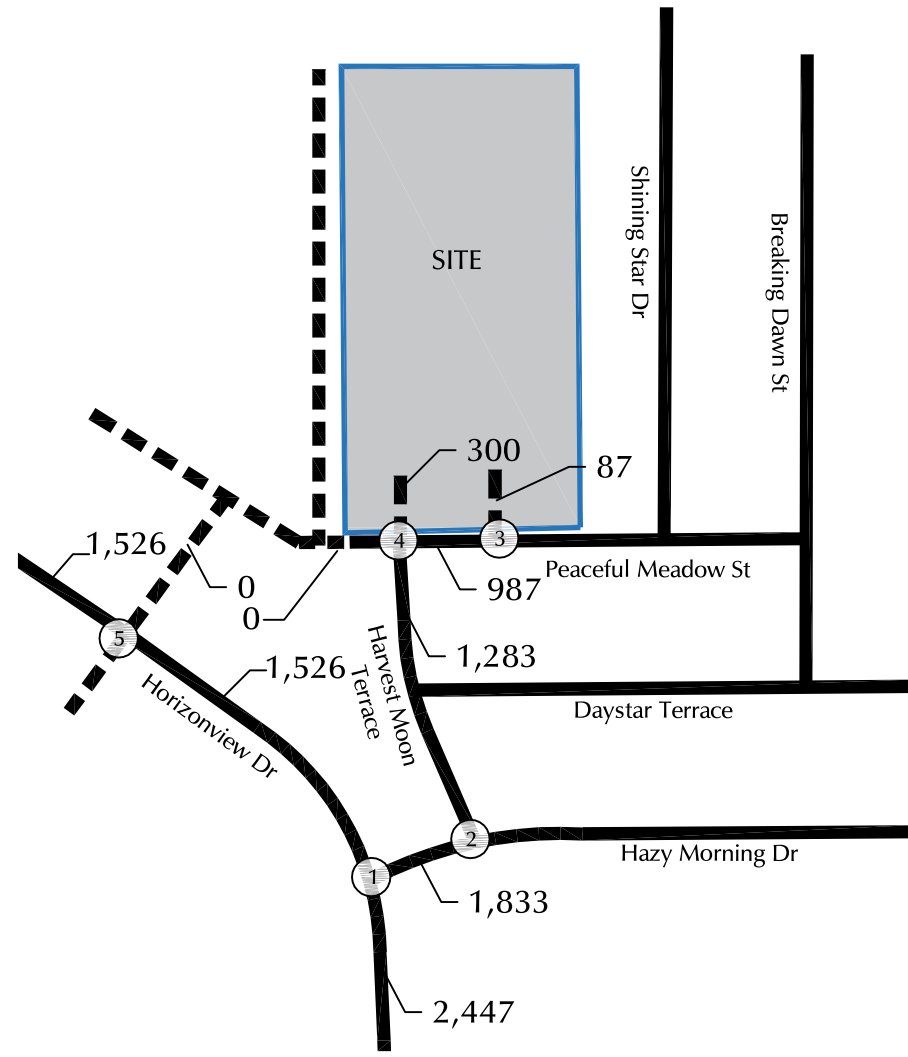 Shining Star Dr
Breaking Dawn St
SITE
300
87
4
3
1,526
0
0
987
Peaceful Meadow St
5
1,526
Harvest Moon
Terrace
1,283
Horizonview Dr
Daystar Terrace
2
Hazy Morning Dr
1
1,833
2,447